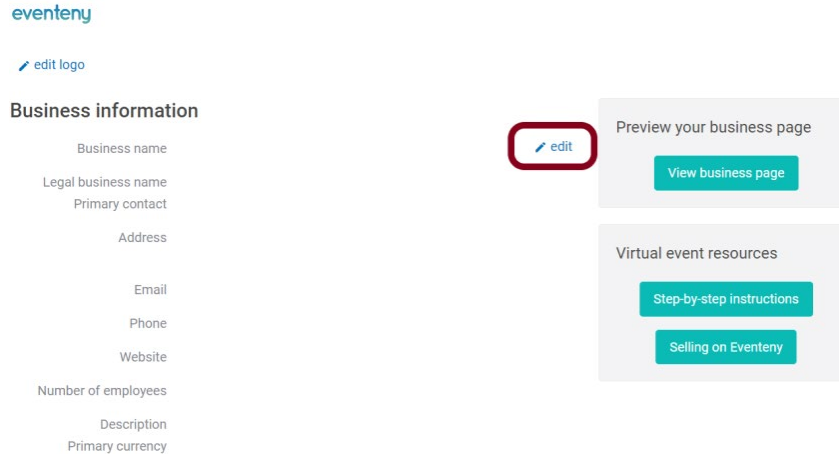 eventeny
edit logo
Business information
Business name
edit
Legal business name
Primary contact
Address
Email
Phone
Website
Number of employees
Description
Primary currency
Preview your business page
View business page
Virtual event resources
Step-by-step instructions
Selling on Eventeny